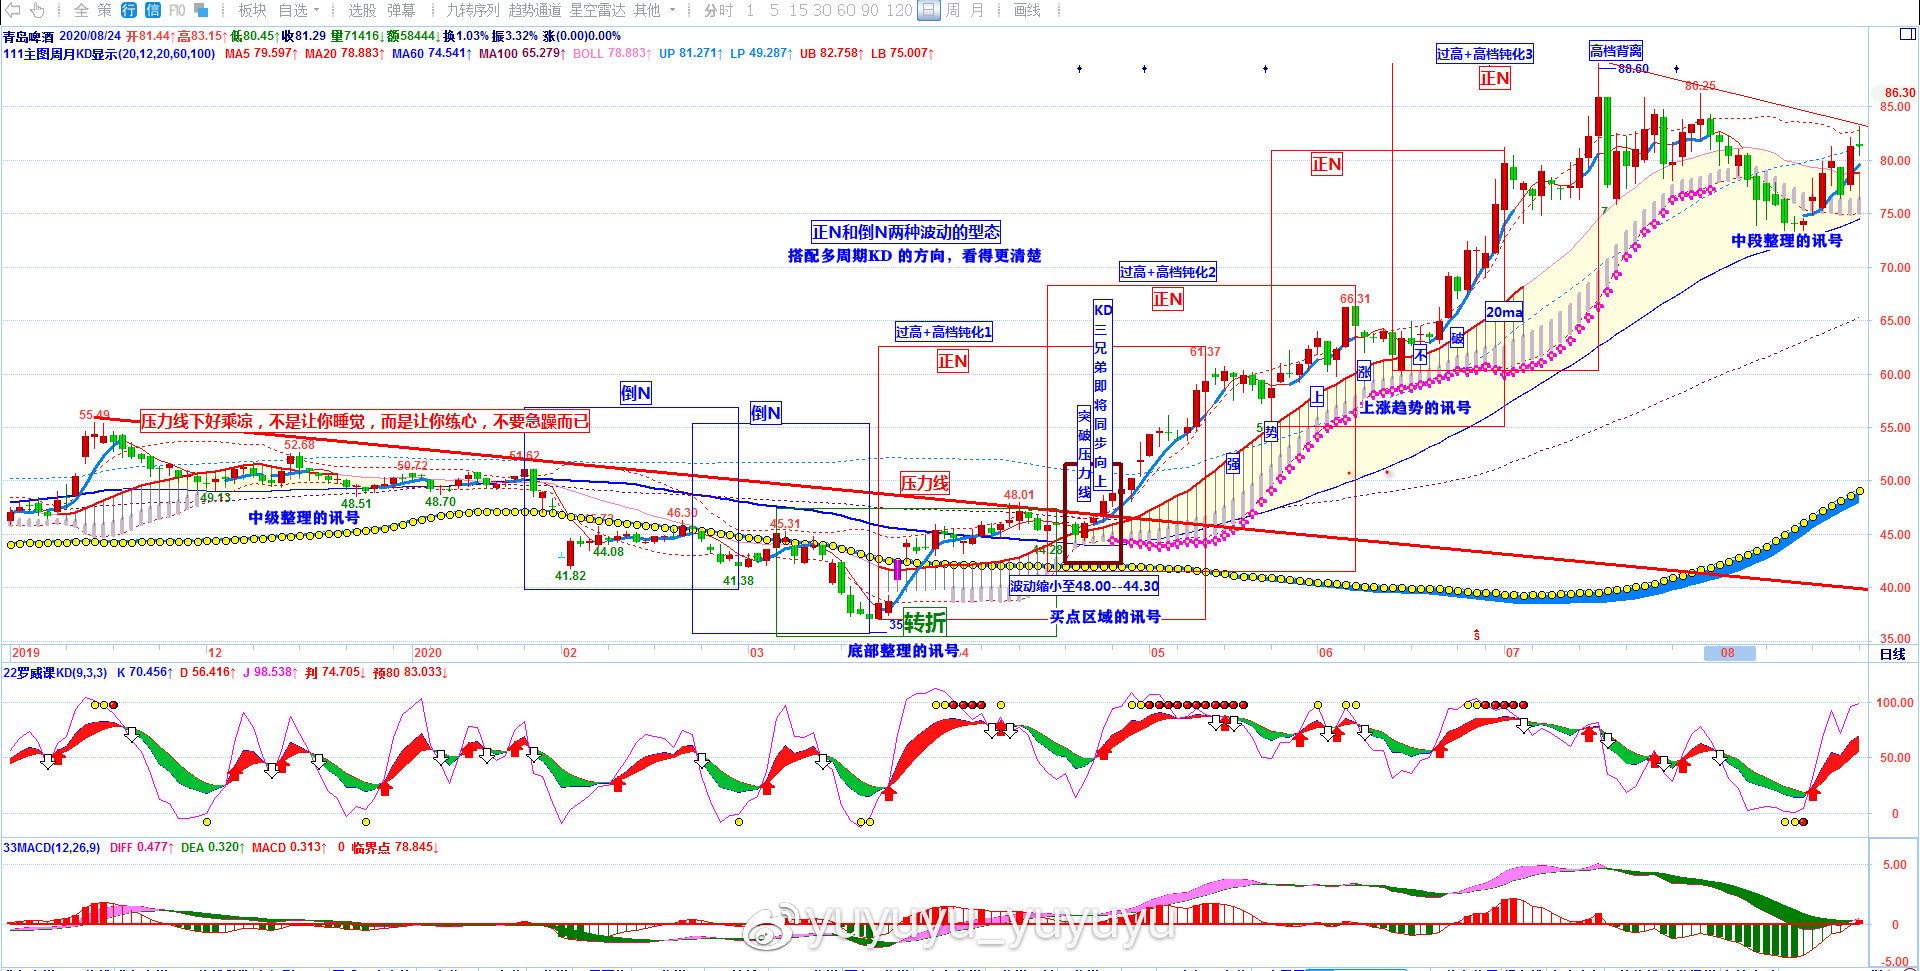 全 策 行 信 F10 板块 自选 选股 弹幕 九转序列 趋势通道 星空雷达 其他 分时 1 5 15 30 60 90 120 日 周 月 画线
青岛啤酒 2020/08/24 开81.44↑ 高83.15↑ 低80.45↑ 收81.29 量71416↓ 额58444↓ 换1.03% 振3.32% 涨(0.00)0.00%
111主图周月KD显示(20,12,20,60,100) MA5 79.597↑ MA20 78.883↑ MA60 74.541↑ MA100 65.279↑ BOLL 78.883↑ UP 81.271↑ LP 49.287↑ UB 82.758↑ LB 75.007↑
过高+高档钝化3
正N
高档背离
88.60
86.25
86.30
85.00
80.00
75.00
70.00
65.00
60.00
55.00
50.00
45.00
40.00
35.00
正N
正N和倒N两种波动的型态
搭配多周期KD 的方向，看得更清楚
中段整理的讯号
过高+高档钝化2
正N
66.31
20ma
过高+高档钝化1
正N
61.37
KD三兄弟即将同步向上
突破压力线
强
势
上
涨
不
破
上涨趋势的讯号
倒N
倒N
55.49
压力线下好乘凉，不是让你睡觉，而是让你练心，不要急躁而已
52.68
50.72
51.62
49.13
48.51
48.70
中级整理的讯号
压力线
48.01
46.30
45.31
44.08
44.28
41.82
41.38
波动缩小至48.00--44.30
买点区域的讯号
35
转折
底部整理的讯号
2019 12 2020 02 03 /4 05 06 07 08 日线
22罗威课KD(9,3,3) K 70.456↑ D 56.416↑ J 98.538↑ 判 74.705↓ 预80 83.033↓
100.00
50.00
0
33MACD(12,26,9) DIFF 0.477↑ DEA 0.320↑ MACD 0.313↑ 0 临界点 78.845↓
5.00
0
-5.00
yuyuyu_yuyuyu